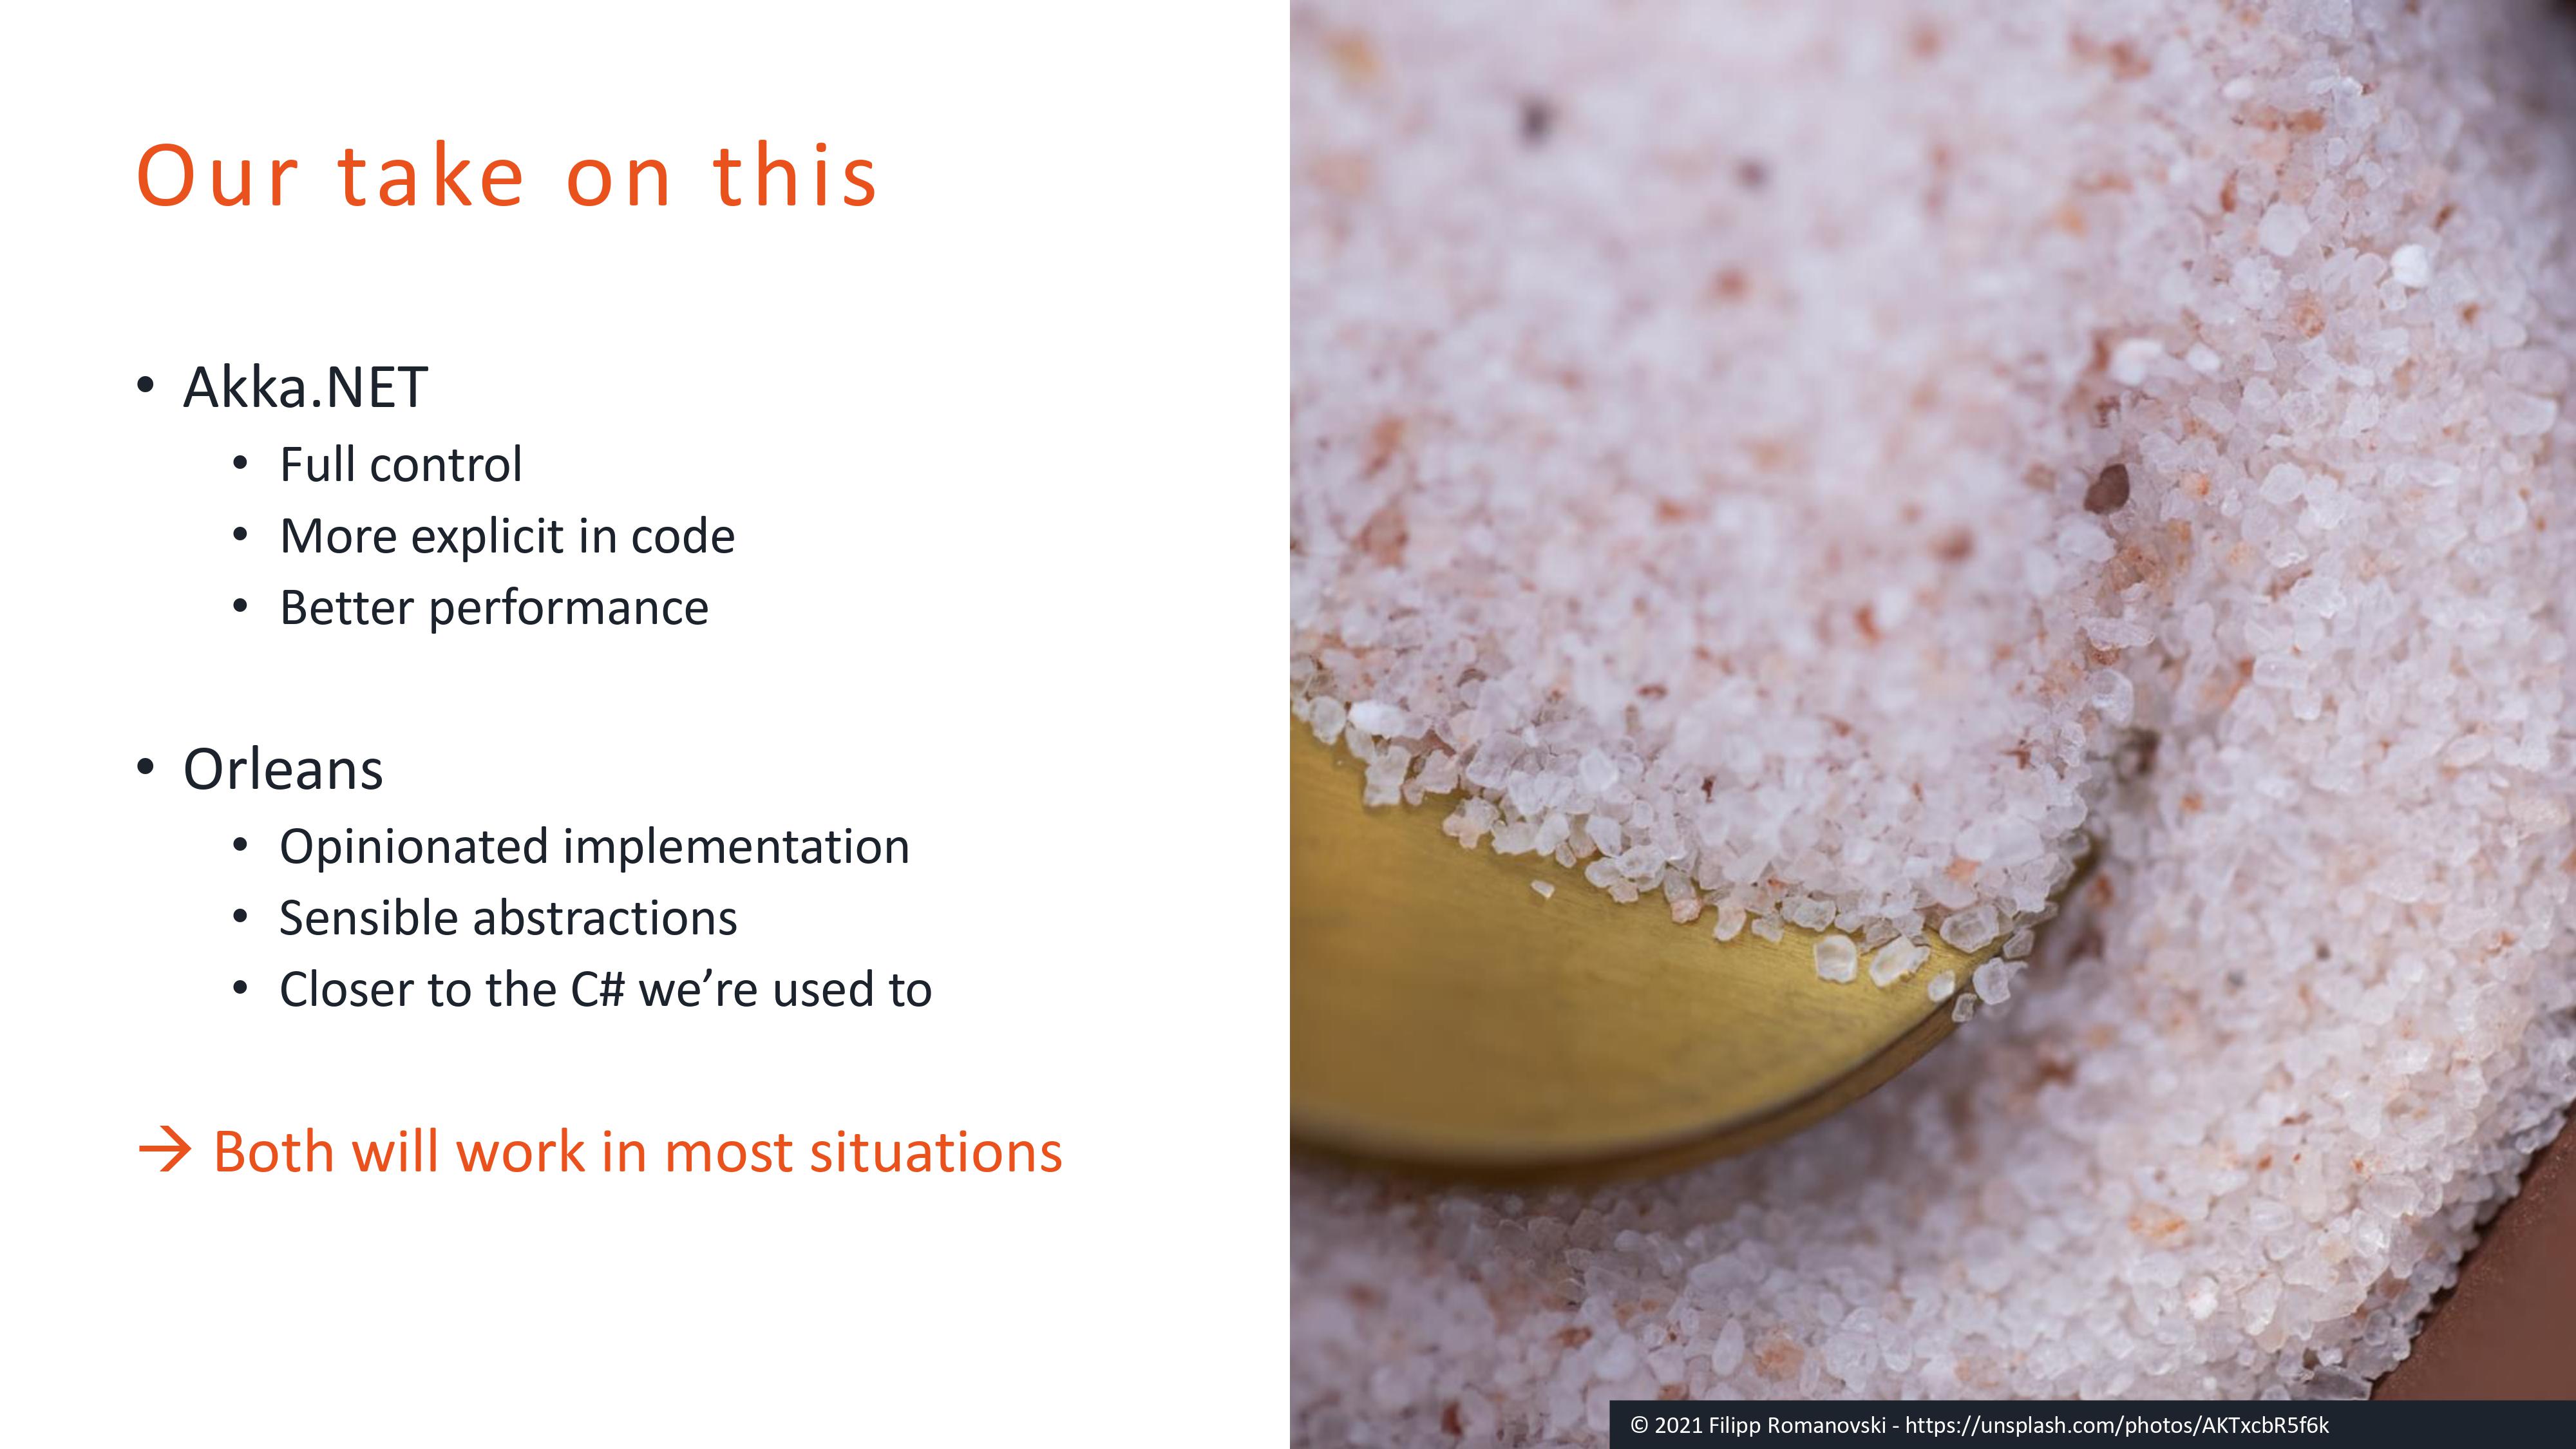 Our take on this
• Akka.NET
• Full control
• More explicit in code
• Better performance
• Orleans
• Opinionated implementation
• Sensible abstractions
• Closer to the C# we’re used to
→ Both will work in most situations
© 2021 Filipp Romanovski - https://unsplash.com/photos/AKTxcbR5f6k